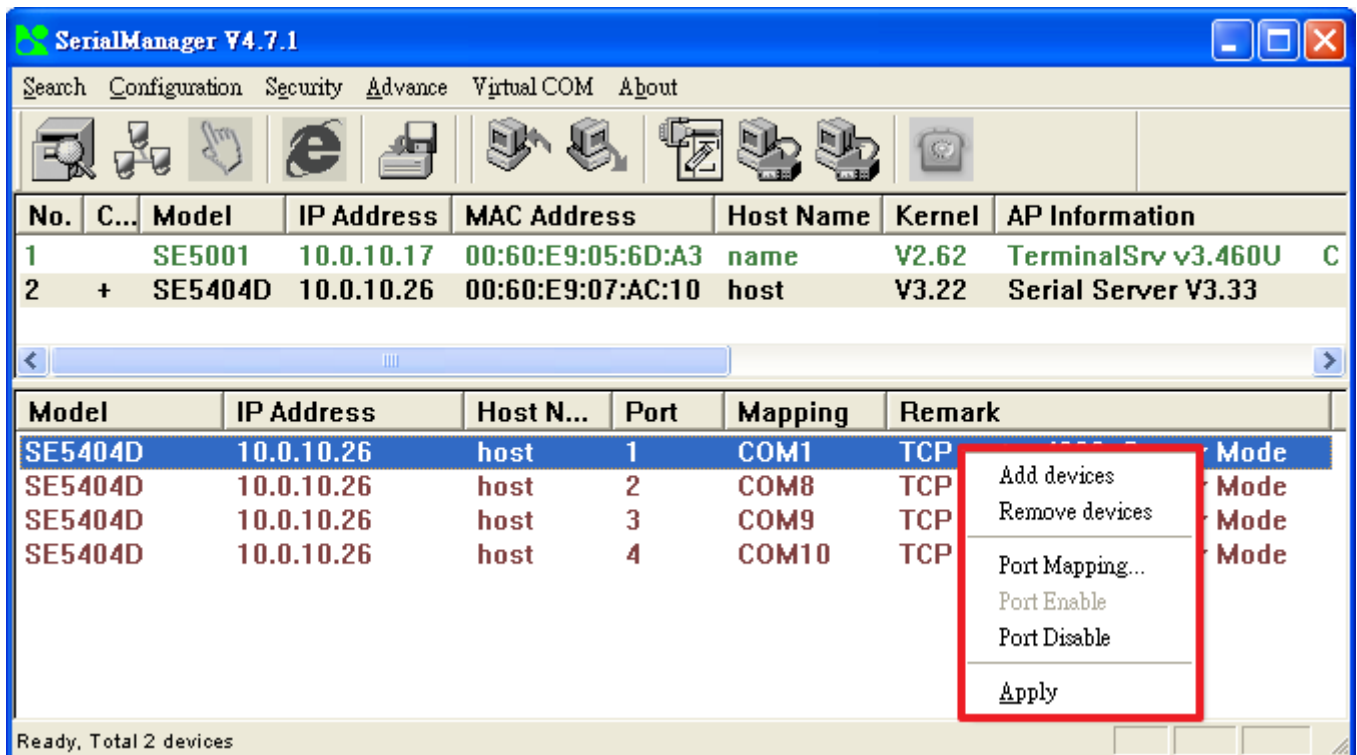 SerialManager V4.7.1
Search Configuration Security Advance Virtual COM About
No. C... Model IP Address MAC Address Host Name Kernel AP Information
1 SE5001 10.0.10.17 00:60:E9:05:6D:A3 name V2.62 TerminalSrv v3.460U C
2 + SE5404D 10.0.10.26 00:60:E9:07:AC:10 host V3.22 Serial Server V3.33
Model IP Address Host N... Port Mapping Remark
SE5404D 10.0.10.26 host 1 COM1 TCP Mode
SE5404D 10.0.10.26 host 2 COM8 TCP Mode
SE5404D 10.0.10.26 host 3 COM9 TCP Mode
SE5404D 10.0.10.26 host 4 COM10 TCP Mode
Add devices
Remove devices
Port Mapping...
Port Enable
Port Disable
Apply
Ready, Total 2 devices